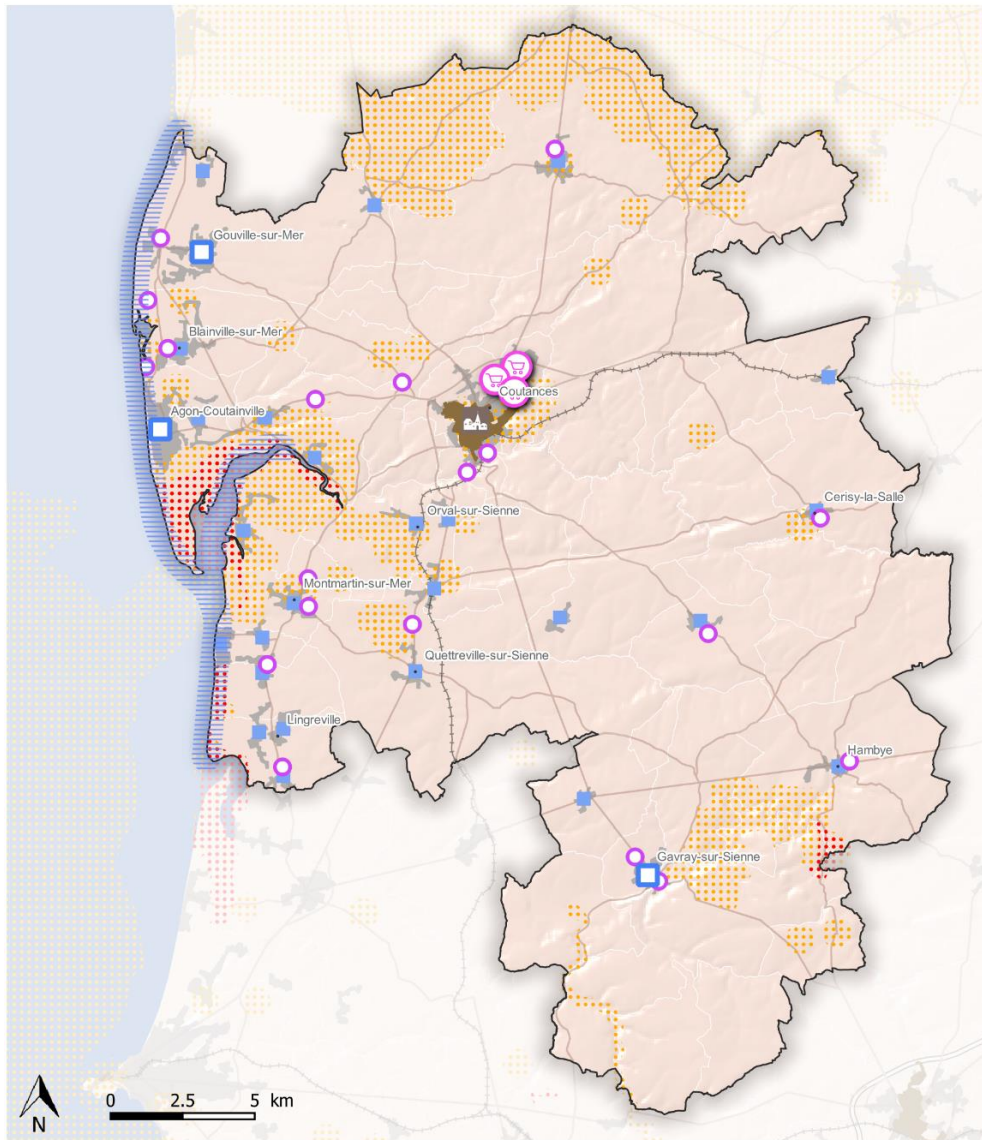 Gouville-sur-Mer
Blainville-sur-Mer
Coutances
Agon-Coutainville
Cerisy-la-Salle
Orval-sur-Sienne
Montmartin-sur-Mer
Quettreville-sur-Sienne
Lingreville
Hambye
Gavray-sur-Sienne
N
0 2.5 5 km